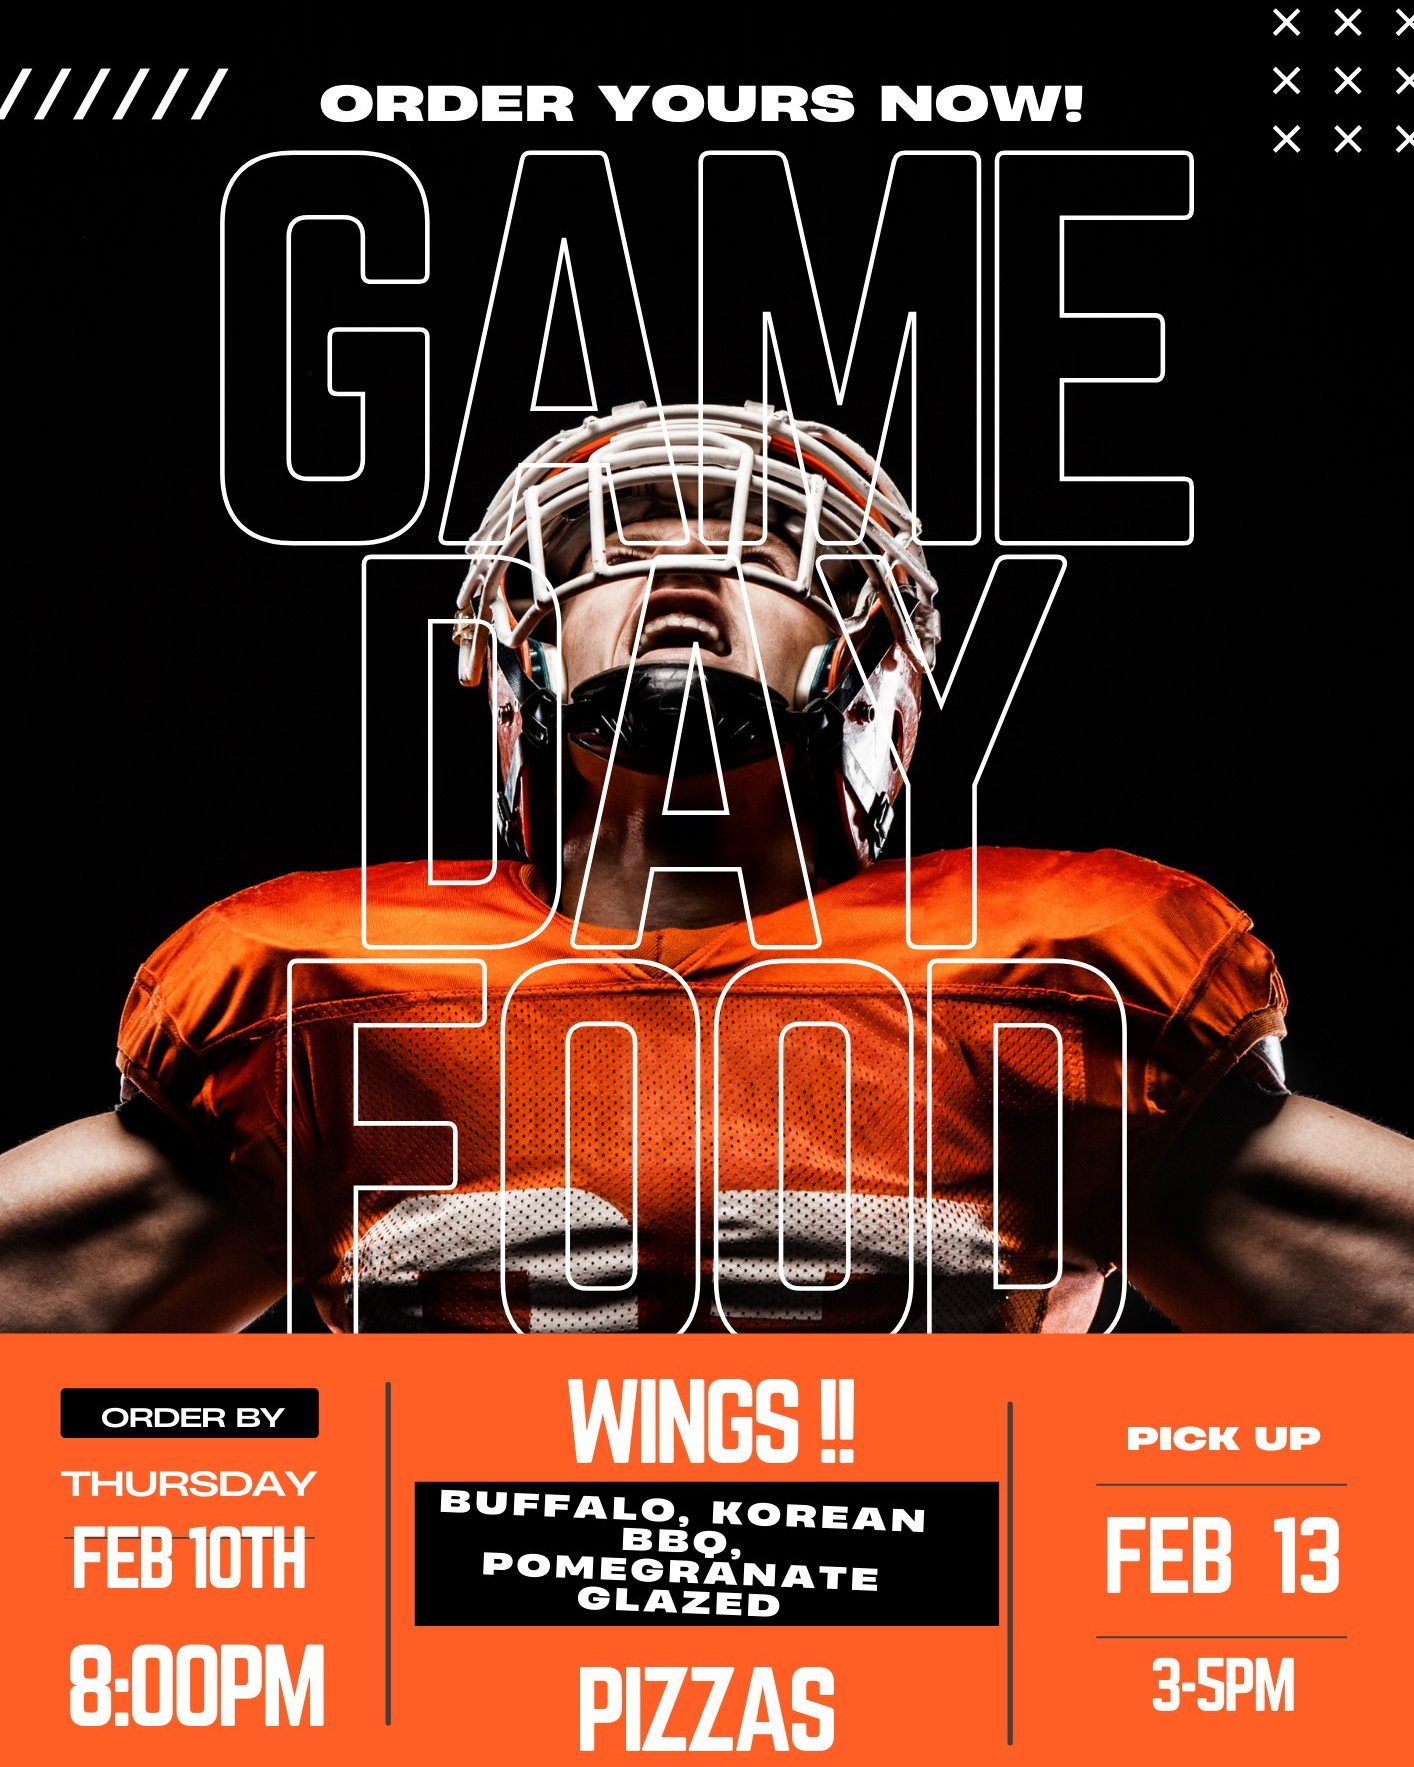 ORDER YOURS NOW!
GAME
DAY
FOOD
ORDER BY
THURSDAY
FEB 10TH
8:00PM
WINGS !!
BUFFALO, KOREAN
BBQ,
POMEGRANATE
GLAZED
PIZZAS
PICK UP
FEB 13
3-5PM